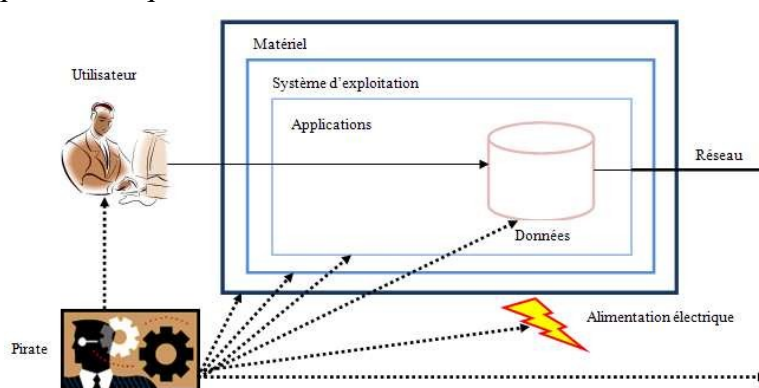 Matériel
Utilisateur
Système d'exploitation
Applications
Réseau
Données
Alimentation électrique
Pirate